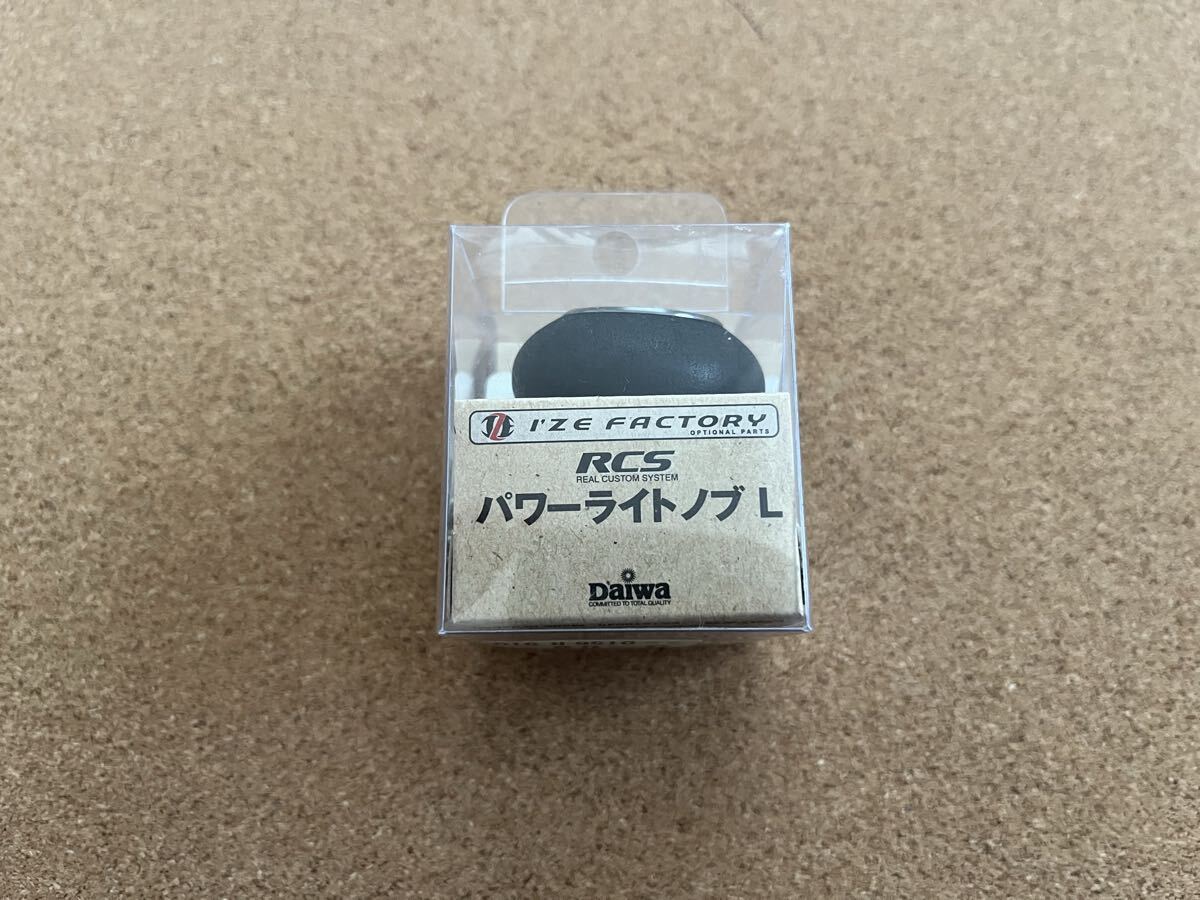 I'ZE FACTORY
OPTIONAL PARTS
RCS
REAL CUSTOM SYSTEM
パワーライトノブ L
Daiwa
COMMITTED TO TOTAL QUALITY